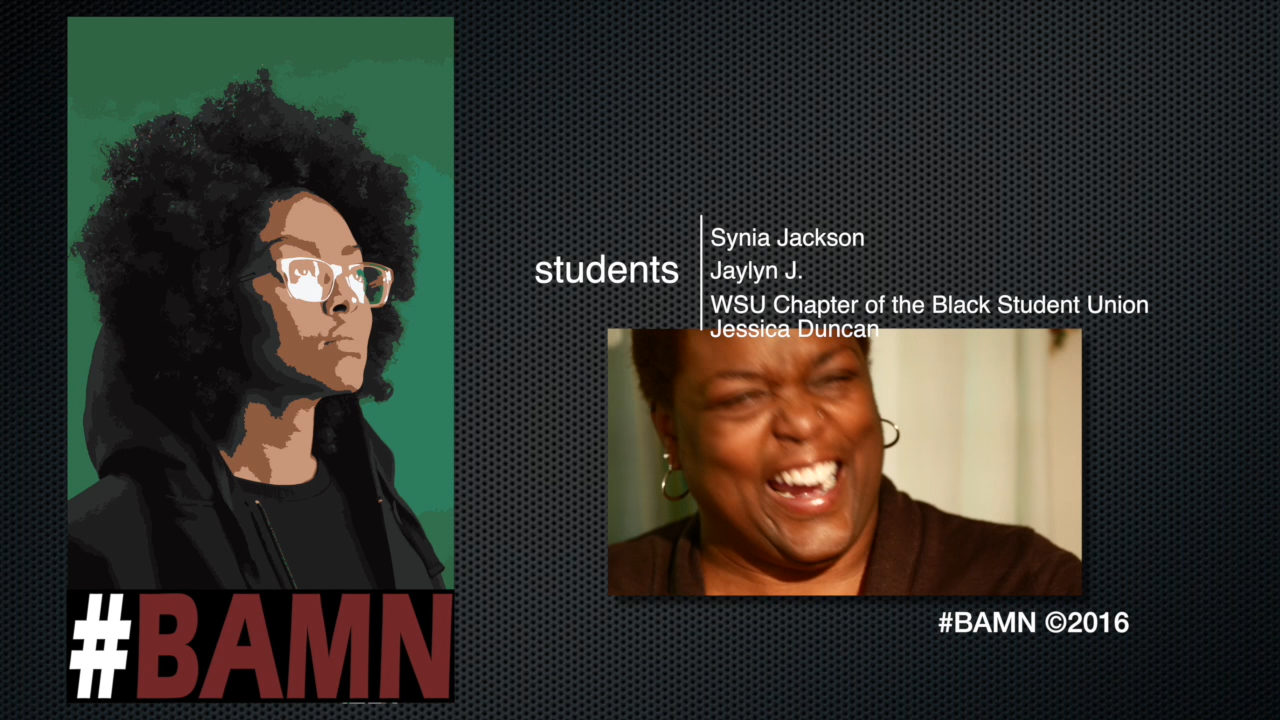 students
Synia Jackson
Jaylyn J.
WSU Chapter of the Black Student Union
Jessica Duncan
#BAMN
#BAMN ©2016